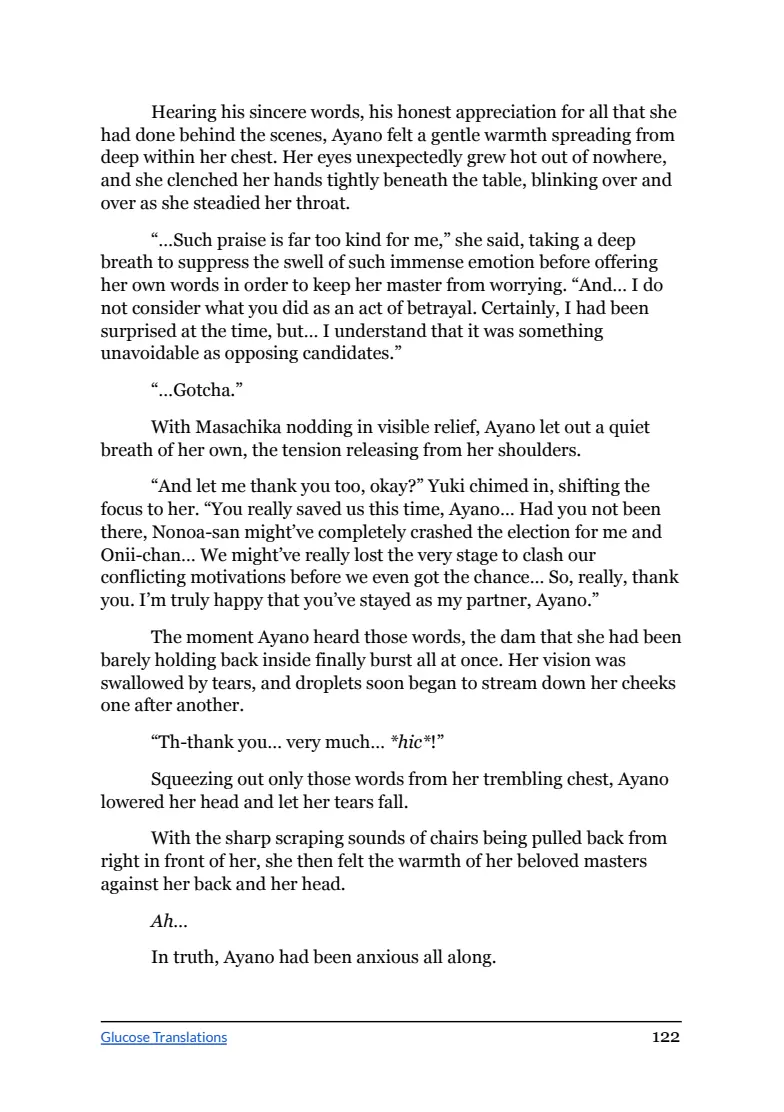 Hearing his sincere words, his honest appreciation for all that she
had done behind the scenes, Ayano felt a gentle warmth spreading from
deep within her chest. Her eyes unexpectedly grew hot out of nowhere,
and she clenched her hands tightly beneath the table, blinking over and
over as she steadied her throat.
“…Such praise is far too kind for me,” she said, taking a deep
breath to suppress the swell of such immense emotion before offering
her own words in order to keep her master from worrying. “And… I do
not consider what you did as an act of betrayal. Certainly, I had been
surprised at the time, but… I understand that it was something
unavoidable as opposing candidates.”
“…Gotcha.”
With Masachika nodding in visible relief, Ayano let out a quiet
breath of her own, the tension releasing from her shoulders.
“And let me thank you too, okay?” Yuki chimed in, shifting the
focus to her. “You really saved us this time, Ayano… Had you not been
there, Nonoa-san might’ve completely crashed the election for me and
Onii-chan… We might’ve really lost the very stage to clash our
conflicting motivations before we even got the chance… So, really, thank
you. I’m truly happy that you’ve stayed as my partner, Ayano.”
The moment Ayano heard those words, the dam that she had been
barely holding back inside finally burst all at once. Her vision was
swallowed by tears, and droplets soon began to stream down her cheeks
one after another.
“Th-thank you… very much… *hic*!”
Squeezing out only those words from her trembling chest, Ayano
lowered her head and let her tears fall.
With the sharp scraping sounds of chairs being pulled back from
right in front of her, she then felt the warmth of her beloved masters
against her back and her head.
Ah…
In truth, Ayano had been anxious all along.
Glucose Translations
122